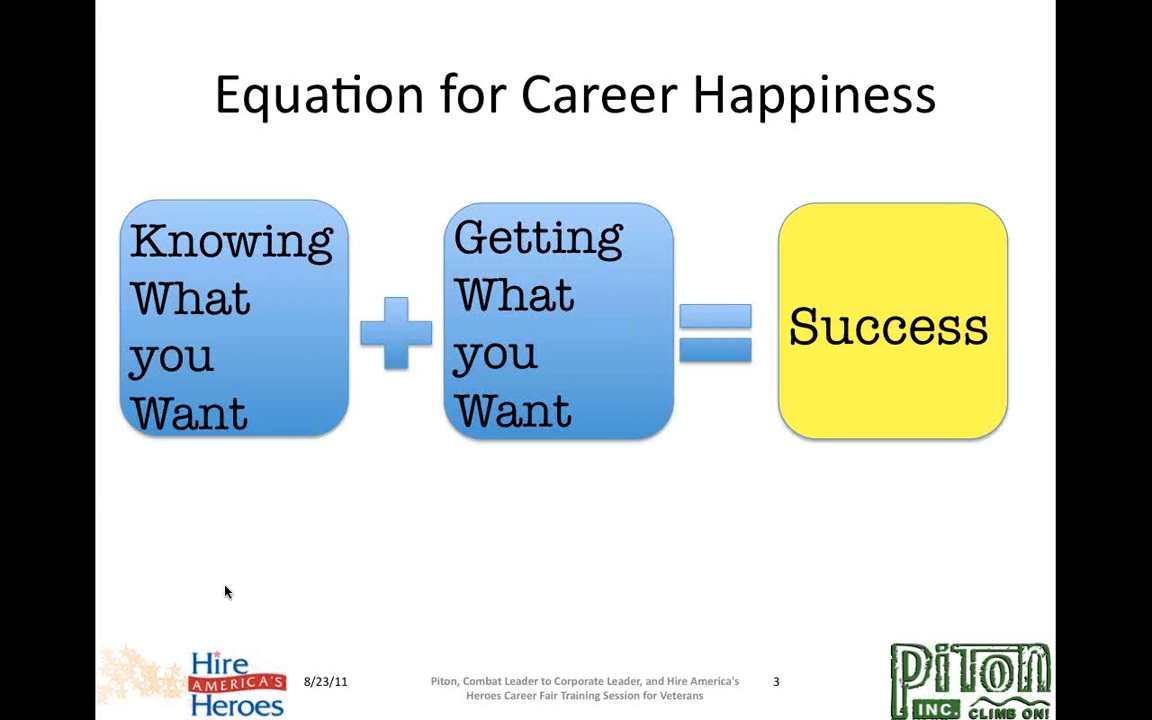 Equation for Career Happiness
Knowing
What
you
Want
Getting
What
you
Want
Success
Hire
AMERICA'S
Heroes
8/23/11
Piton, Combat Leader to Corporate Leader, and Hire America's
Heroes Career Fair Training Session for Veterans
3
PiTon
INC. CLIMB ON!